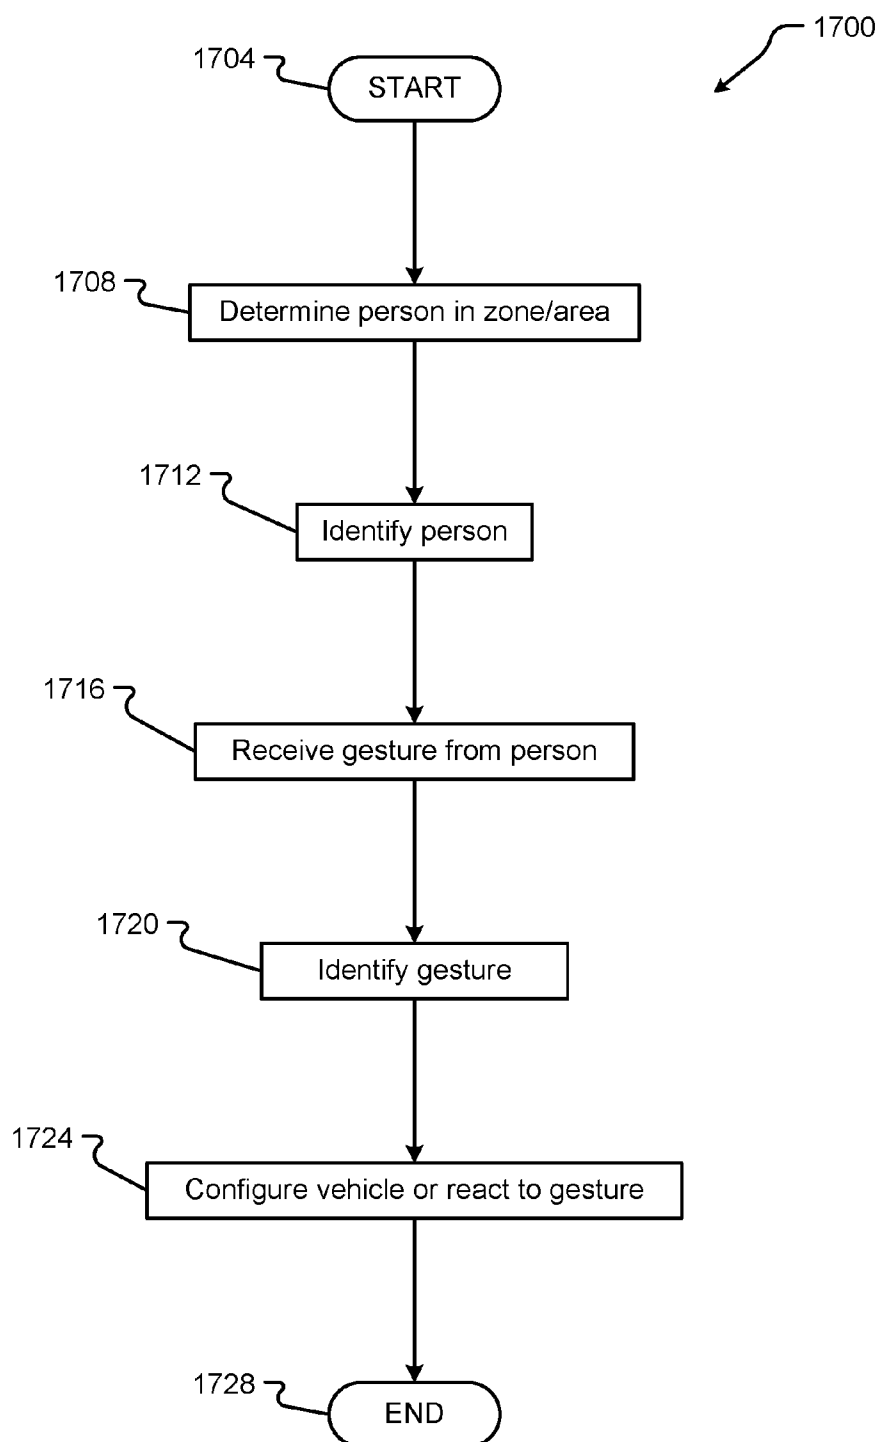 1700
1704
START
1708
Determine person in zone/area
1712
Identify person
1716
Receive gesture from person
1720
Identify gesture
1724
Configure vehicle or react to gesture
1728
END